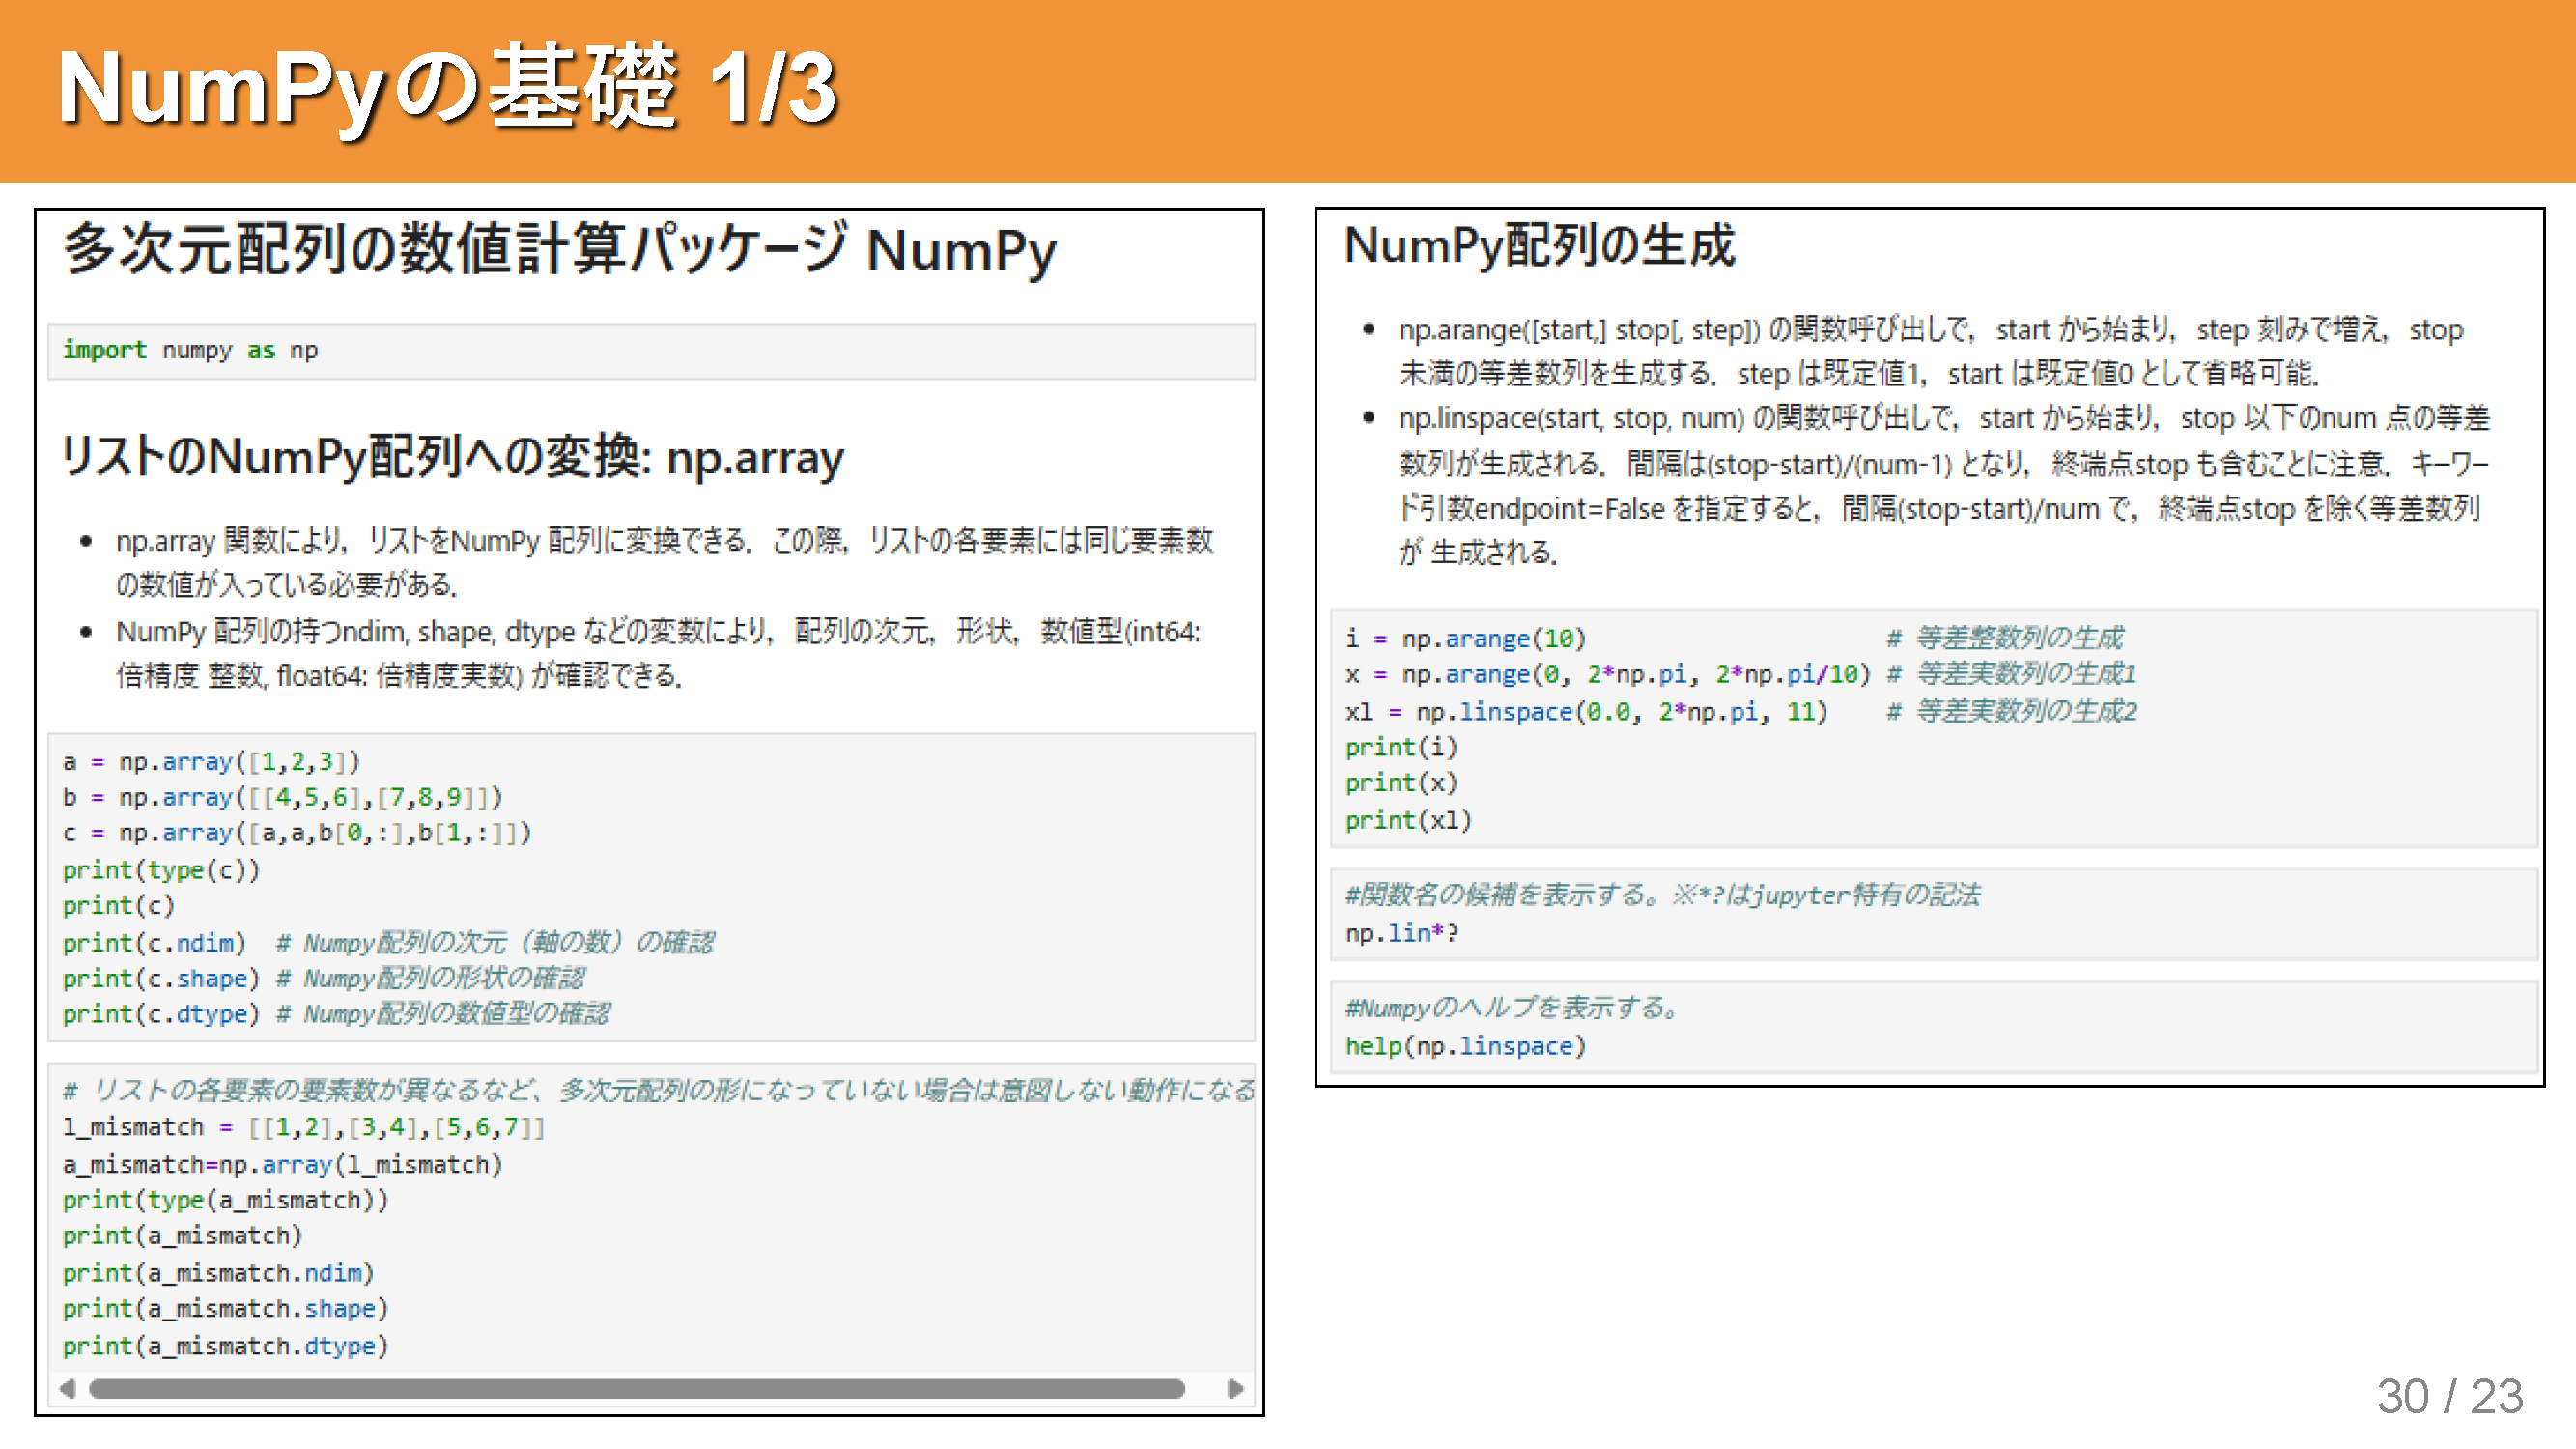 NumPyの基礎 1/3
多次元配列の数値計算パッケージ NumPy
import numpy as np
リストのNumPy配列への変換: np.array
• np.array 関数により，リストをNumPy 配列に変換できる．この際，リストの各要素には同じ要素数
の数値が入っている必要がある．
• NumPy 配列の持つndim, shape, dtype などの変数により，配列の次元，形状，数値型(int64:
倍精度 整数, float64: 倍精度実数) が確認できる．
a = np.array([1,2,3])
b = np.array([[4,5,6],[7,8,9]])
c = np.array([a,a,b[0,:],b[1,:]])
print(type(c))
print(c)
print(c.ndim)  # Numpy配列の次元（軸の数）の確認
print(c.shape) # Numpy配列の形状の確認
print(c.dtype) # Numpy配列の数値型の確認
# リストの各要素の要素数が異なるなど、多次元配列の形になっていない場合は意図しない動作になる
l_mismatch = [[1,2],[3,4],[5,6,7]]
a_mismatch=np.array(l_mismatch)
print(type(a_mismatch))
print(a_mismatch)
print(a_mismatch.ndim)
print(a_mismatch.shape)
print(a_mismatch.dtype)
NumPy配列の生成
• np.arange([start,] stop[, step]) の関数呼び出しで，start から始まり，step 刻みで増え，stop
未満の等差数列を生成する．step は既定値1，start は既定値0 として省略可能．
• np.linspace(start, stop, num) の関数呼び出しで，start から始まり，stop 以下のnum 点の等差
数列が生成される．間隔は(stop-start)/(num-1) となり，終端点stop も含むことに注意．キーワー
ド引数endpoint=False を指定すると，間隔(stop-start)/num で，終端点stop を除く等差数列
が 生成される．
i = np.arange(10)                     # 等差整数列の生成
x = np.arange(0, 2*np.pi, 2*np.pi/10) # 等差実数列の生成1
xl = np.linspace(0.0, 2*np.pi, 11)    # 等差実数列の生成2
print(i)
print(x)
print(xl)
#関数名の候補を表示する。※*?はjupyter特有の記法
np.lin*?
#Numpyのヘルプを表示する。
help(np.linspace)
30 / 23